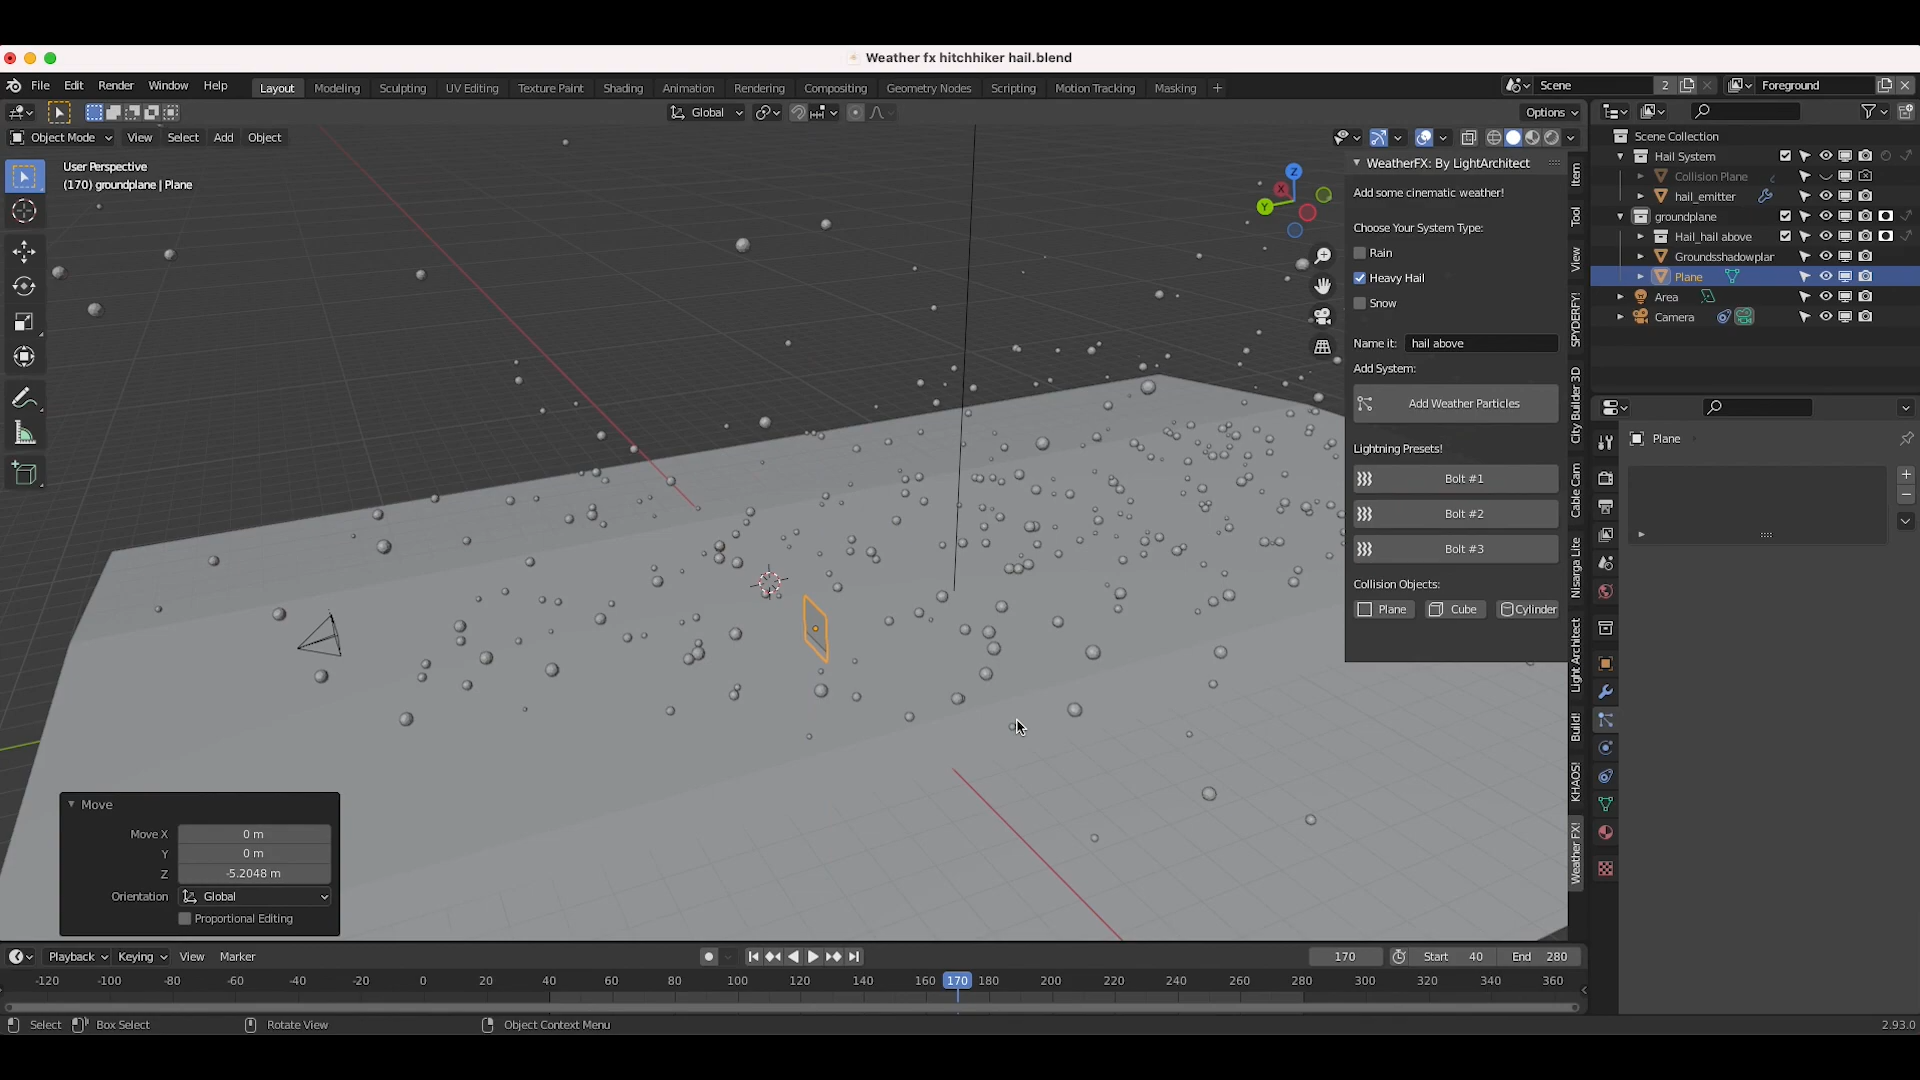 Weather fx hitchhiker hail.blend
File Edit Render Window Help Layout Modeling Sculpting UV Editing Texture Paint Shading Animation Rendering Compositing Geometry Nodes Scripting Motion Tracking Masking + Scene 2 Foreground
Global Options
Object Mode View Select Add Object
User Perspective
(170) groundplane | Plane
Z
X
Y
WeatherFX: By LightArchitect
Add some cinematic weather!
Choose Your System Type:
Rain
Heavy Hail
Snow
Name it: hail above
Add System:
Add Weather Particles
Lightning Presets!
Bolt #1
Bolt #2
Bolt #3
Collision Objects:
Plane Cube Cylinder
Item
Tool
View
SPYDERFY!
City Builder 3D
Cable Cam
Nisarga Lite
Light Architect
Build!
KHAOS!
Weather FX!
Scene Collection
Hail System
Collision Plane
hail_emitter
groundplane
Hail_hail above
Groundsshadowplar
Plane
Area
Camera
Plane
Move
Move X 0 m
Y 0 m
Z -5.2048 m
Orientation Global
Proportional Editing
Playback Keying View Marker 170 Start 40 End 280
-120 -100 -80 -60 -40 -20 0 20 40 60 80 100 120 140 160 170 180 200 220 240 260 280 300 320 340 360
Select Box Select Rotate View Object Context Menu 2.93.0